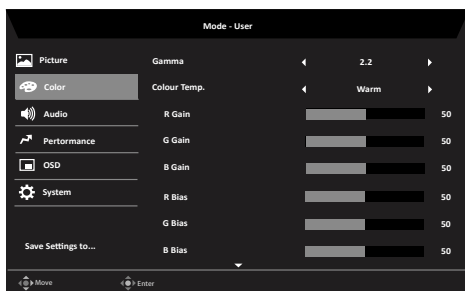 Mode - User
Picture
Gamma 2.2
Color
Colour Temp. Warm
Audio
R Gain 50
Pertormance
G Gain 50
OSD
B Gain 50
System
R Bias 50
G Bias 50
Save Settings to...
B Bias 50
Move Enter